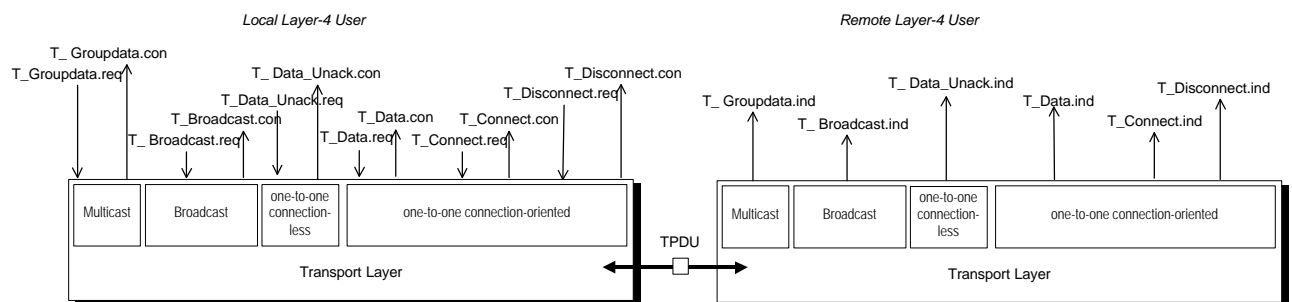 Local Layer-4 User
Remote Layer-4 User
T_ Groupdata.con
T_Groupdata.req
T_ Data_Unack.con
T_Data_Unack.req
T_Broadcast.con
T_ Broadcast.req
T_Data.con
T_Data.req
T_Disconnect.con
T_Disconnect.req
T_Connect.con
T_Connect.req
T_ Groupdata.ind
T_ Broadcast.ind
T_ Data_Unack.ind
T_Data.ind
T_Connect.ind
T_Disconnect.ind
Multicast
Broadcast
one-to-one
connection-
less
one-to-one connection-oriented
Transport Layer
TPDU
Multicast
Broadcast
one-to-one
connection-
less
one-to-one connection-oriented
Transport Layer